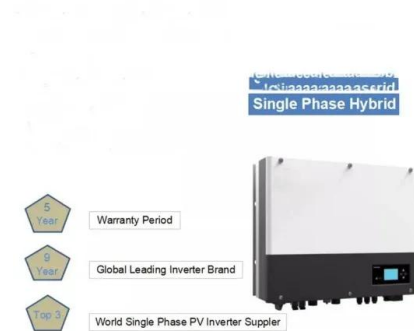 Single Phase Hybrid
5
Year
Warranty Period
9
Year
Global Leading Inverter Brand
Top 3
World Single Phase PV Inverter Suppler